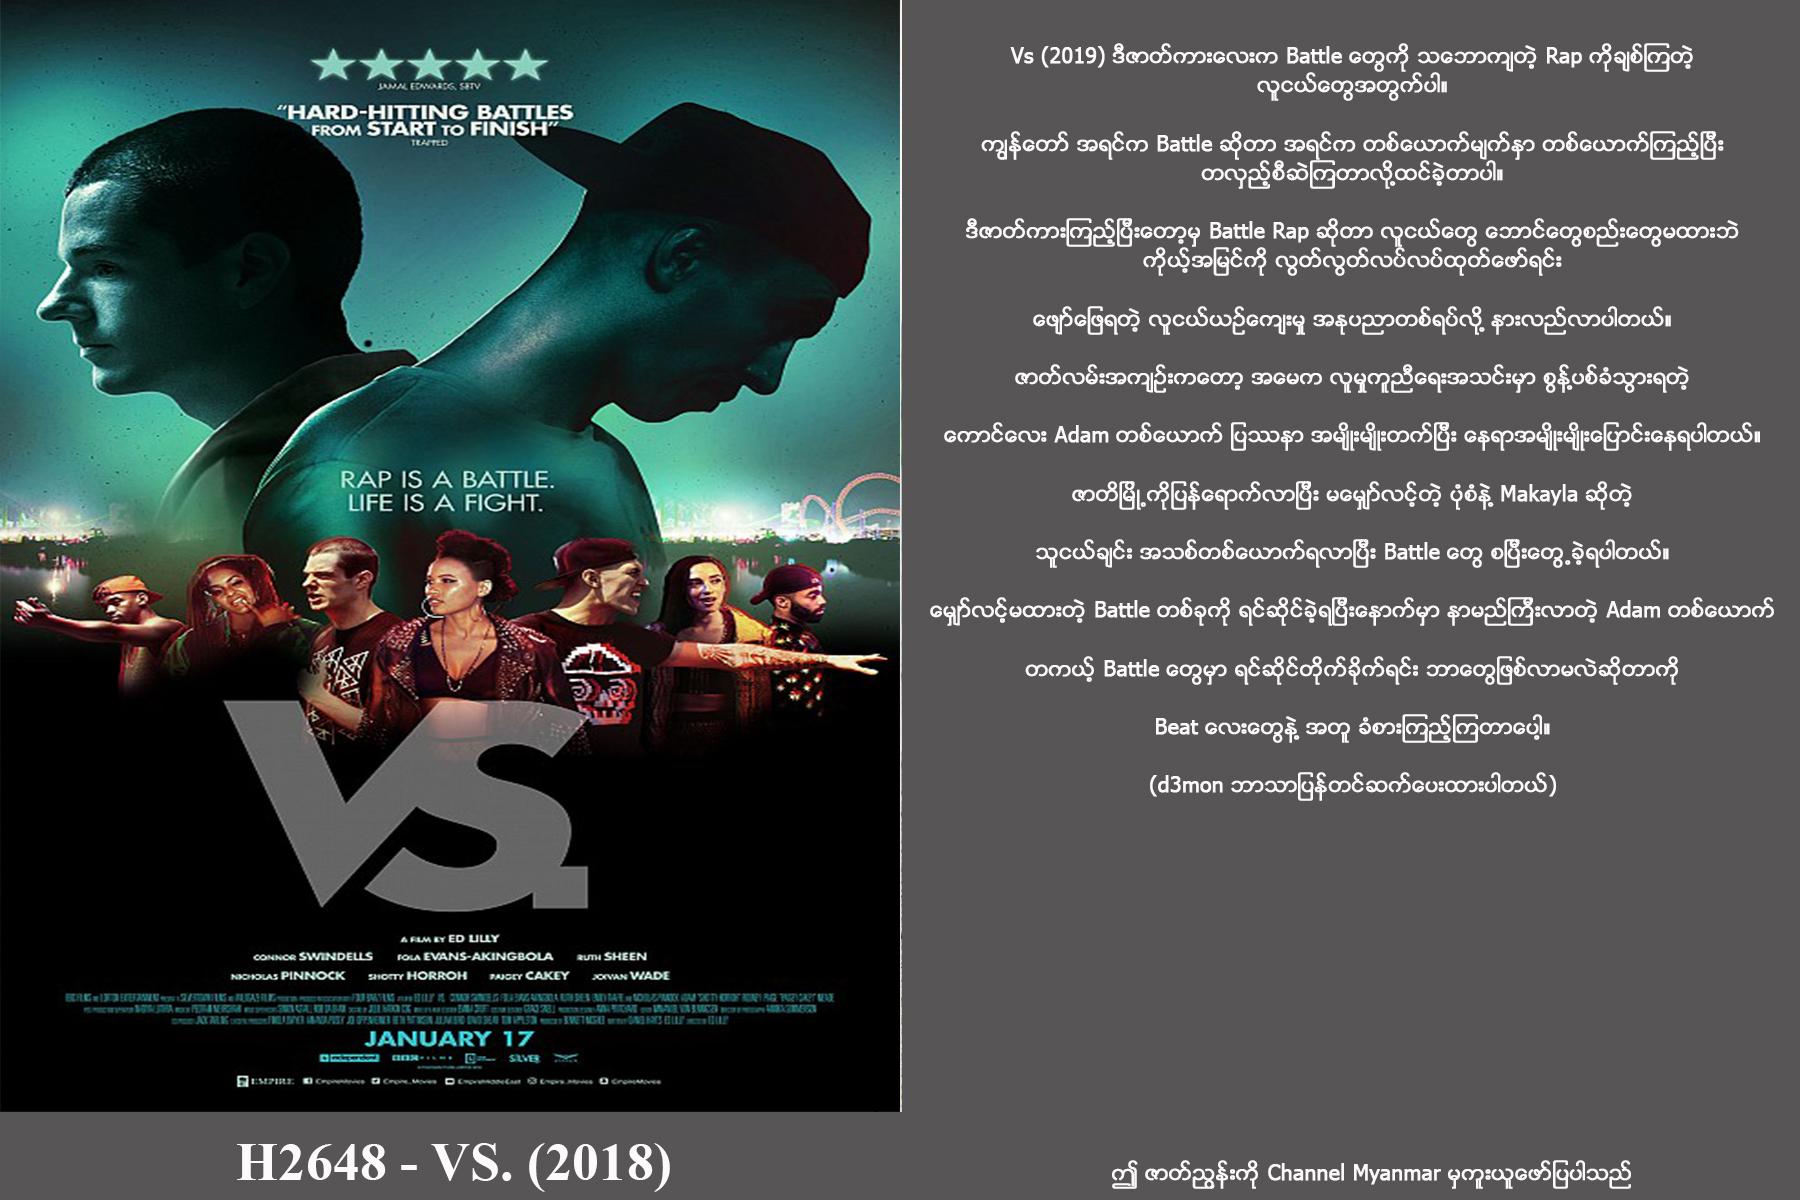 JAMAL EDWARDS, SBTV
"HARD-HITTING BATTLES
FROM START TO FINISH"
TRAPPED
RAP IS A BATTLE.
LIFE IS A FIGHT.
VS.
A FILM BY ED LILLY
CONNOR SWINDELLS FOLA EVANS-AKINGBOLA RUTH SHEEN
NICHOLAS PINNOCK SHOTTY HORROH PAIGEY CAKEY JOIVAN WADE
JANUARY 17
EMPIRE EmpireMovies Empire_Movies EmpireMiddleEast Empire_Movies EmpireMovies
H2648 - VS. (2018)
Vs (2019) ဒီဇာတ်ကားလေးက Battle တွေကို သဘောကျတဲ့ Rap ကိုချစ်ကြတဲ့
လူငယ်တွေအတွက်ပါ။
ကျွန်တော် အရင်က Battle ဆိုတာ အရင်က တစ်ယောက်မျက်နှာ တစ်ယောက်ကြည့်ပြီး
တလှည့်စီဆဲကြတာလို့ထင်ခဲ့တာပါ။
ဒီဇာတ်ကားကြည့်ပြီးတော့မှ Battle Rap ဆိုတာ လူငယ်တွေ ဘောင်တွေစည်းတွေမထားဘဲ
ကိုယ့်အမြင်ကို လွတ်လွတ်လပ်လပ်ထုတ်ဖော်ရင်း
ဖျော်ဖြေရတဲ့ လူငယ်ယဉ်ကျေးမှု အနုပညာတစ်ရပ်လို့ နားလည်လာပါတယ်။
ဇာတ်လမ်းအကျဉ်းကတော့ အမေက လူမှုကူညီရေးအသင်းမှာ စွန့်ပစ်ခံသွားရတဲ့
ကောင်လေး Adam တစ်ယောက် ပြဿနာ အမျိုးမျိုးတက်ပြီး နေရာအမျိုးမျိုးပြောင်းနေရပါတယ်။
ဇာတိမြို့ကိုပြန်ရောက်လာပြီး မမျှော်လင့်တဲ့ ပုံစံနဲ့ Makayla ဆိုတဲ့
သူငယ်ချင်း အသစ်တစ်ယောက်ရလာပြီး Battle တွေ စပြီးတွေ့ခဲ့ရပါတယ်။
မျှော်လင့်မထားတဲ့ Battle တစ်ခုကို ရင်ဆိုင်ခဲ့ရပြီးနောက်မှာ နာမည်ကြီးလာတဲ့ Adam တစ်ယောက်
တကယ့် Battle တွေမှာ ရင်ဆိုင်တိုက်ခိုက်ရင်း ဘာတွေဖြစ်လာမလဲဆိုတာကို
Beat လေးတွေနဲ့ အတူ ခံစားကြည့်ကြတာပေါ့။
(d3mon ဘာသာပြန်တင်ဆက်ပေးထားပါတယ်)
ဤ ဇာတ်ညွှန်းကို Channel Myanmar မှကူးယူဖော်ပြပါသည်